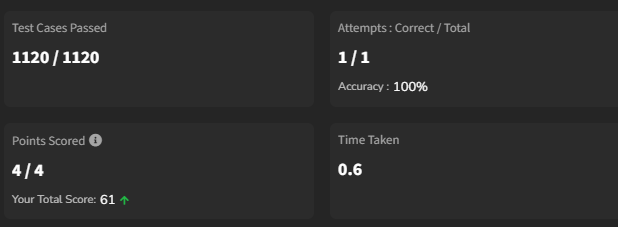 Test Cases Passed
1120 / 1120
Attempts : Correct / Total
1 / 1
Accuracy : 100%
Points Scored
4 / 4
Your Total Score: 61
Time Taken
0.6